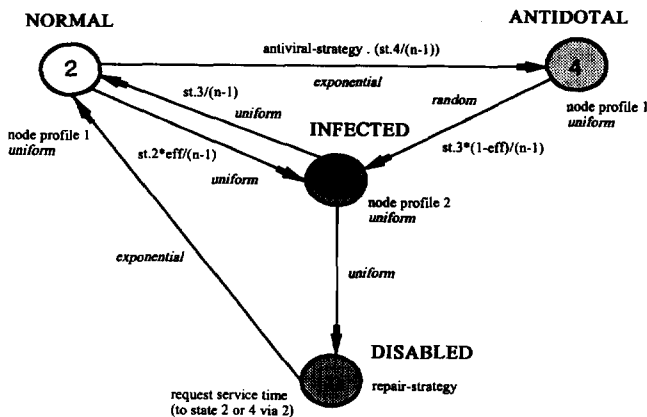 NORMAL
ANTIDOTAL
antiviral-strategy . (st.4/(n-1))
2
4
exponential
st.3/(n-1)
random
uniform
node profile 1
uniform
INFECTED
node profile 1
uniform
st.2*eff/(n-1)
st.3*(1-eff)/(n-1)
uniform
node profile 2
uniform
exponential
uniform
DISABLED
request service time
(to state 2 or 4 via 2)
repair-strategy